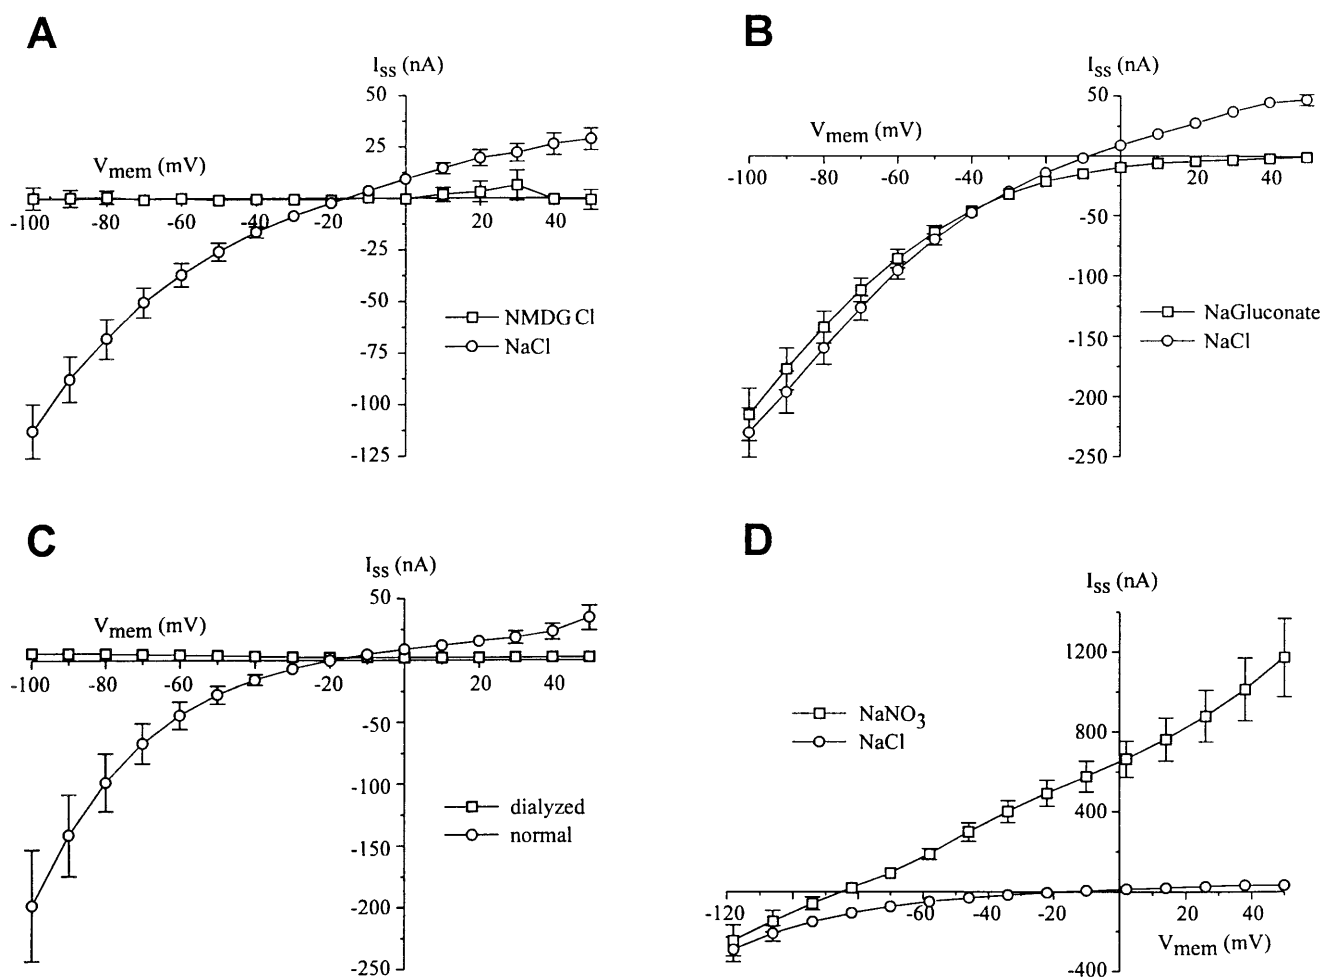 A
I_SS (nA)
50
25
V_mem (mV)
-100 -80 -60 -40 -20 20 40
-25
-50
-75
-100
-125
NMDG Cl
NaCl
B
I_SS (nA)
50
V_mem (mV)
-100 -80 -60 -40 -20 0 20 40
-50
-100
-150
-200
-250
NaGluconate
NaCl
C
I_SS (nA)
50
V_mem (mV)
-100 -80 -60 -20 20 40
-50
-100
-150
-200
-250
dialyzed
normal
D
I_SS (nA)
1200
800
400
NaNO3
NaCl
-120 -60 -40 -20 20 40
V_mem (mV)
-400